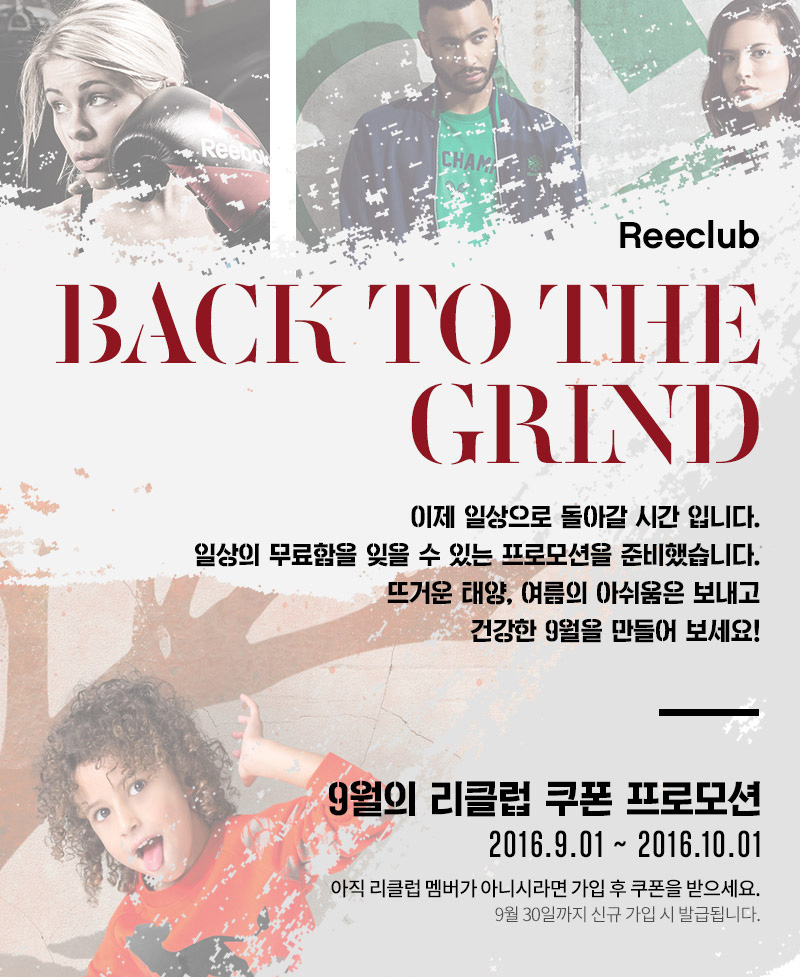 Reebok
CHAMP
Reeclub
BACK TO THE
GRIND
이제 일상으로 돌아갈 시간 입니다.
일상의 무료함을 잊을 수 있는 프로모션을 준비했습니다.
뜨거운 태양, 여름의 아쉬움은 보내고
건강한 9월을 만들어 보세요!
9월의 리클럽 쿠폰 프로모션
2016.9.01 ~ 2016.10.01
아직 리클럽 멤버가 아니시라면 가입 후 쿠폰을 받으세요.
9월 30일까지 신규 가입 시 발급됩니다.